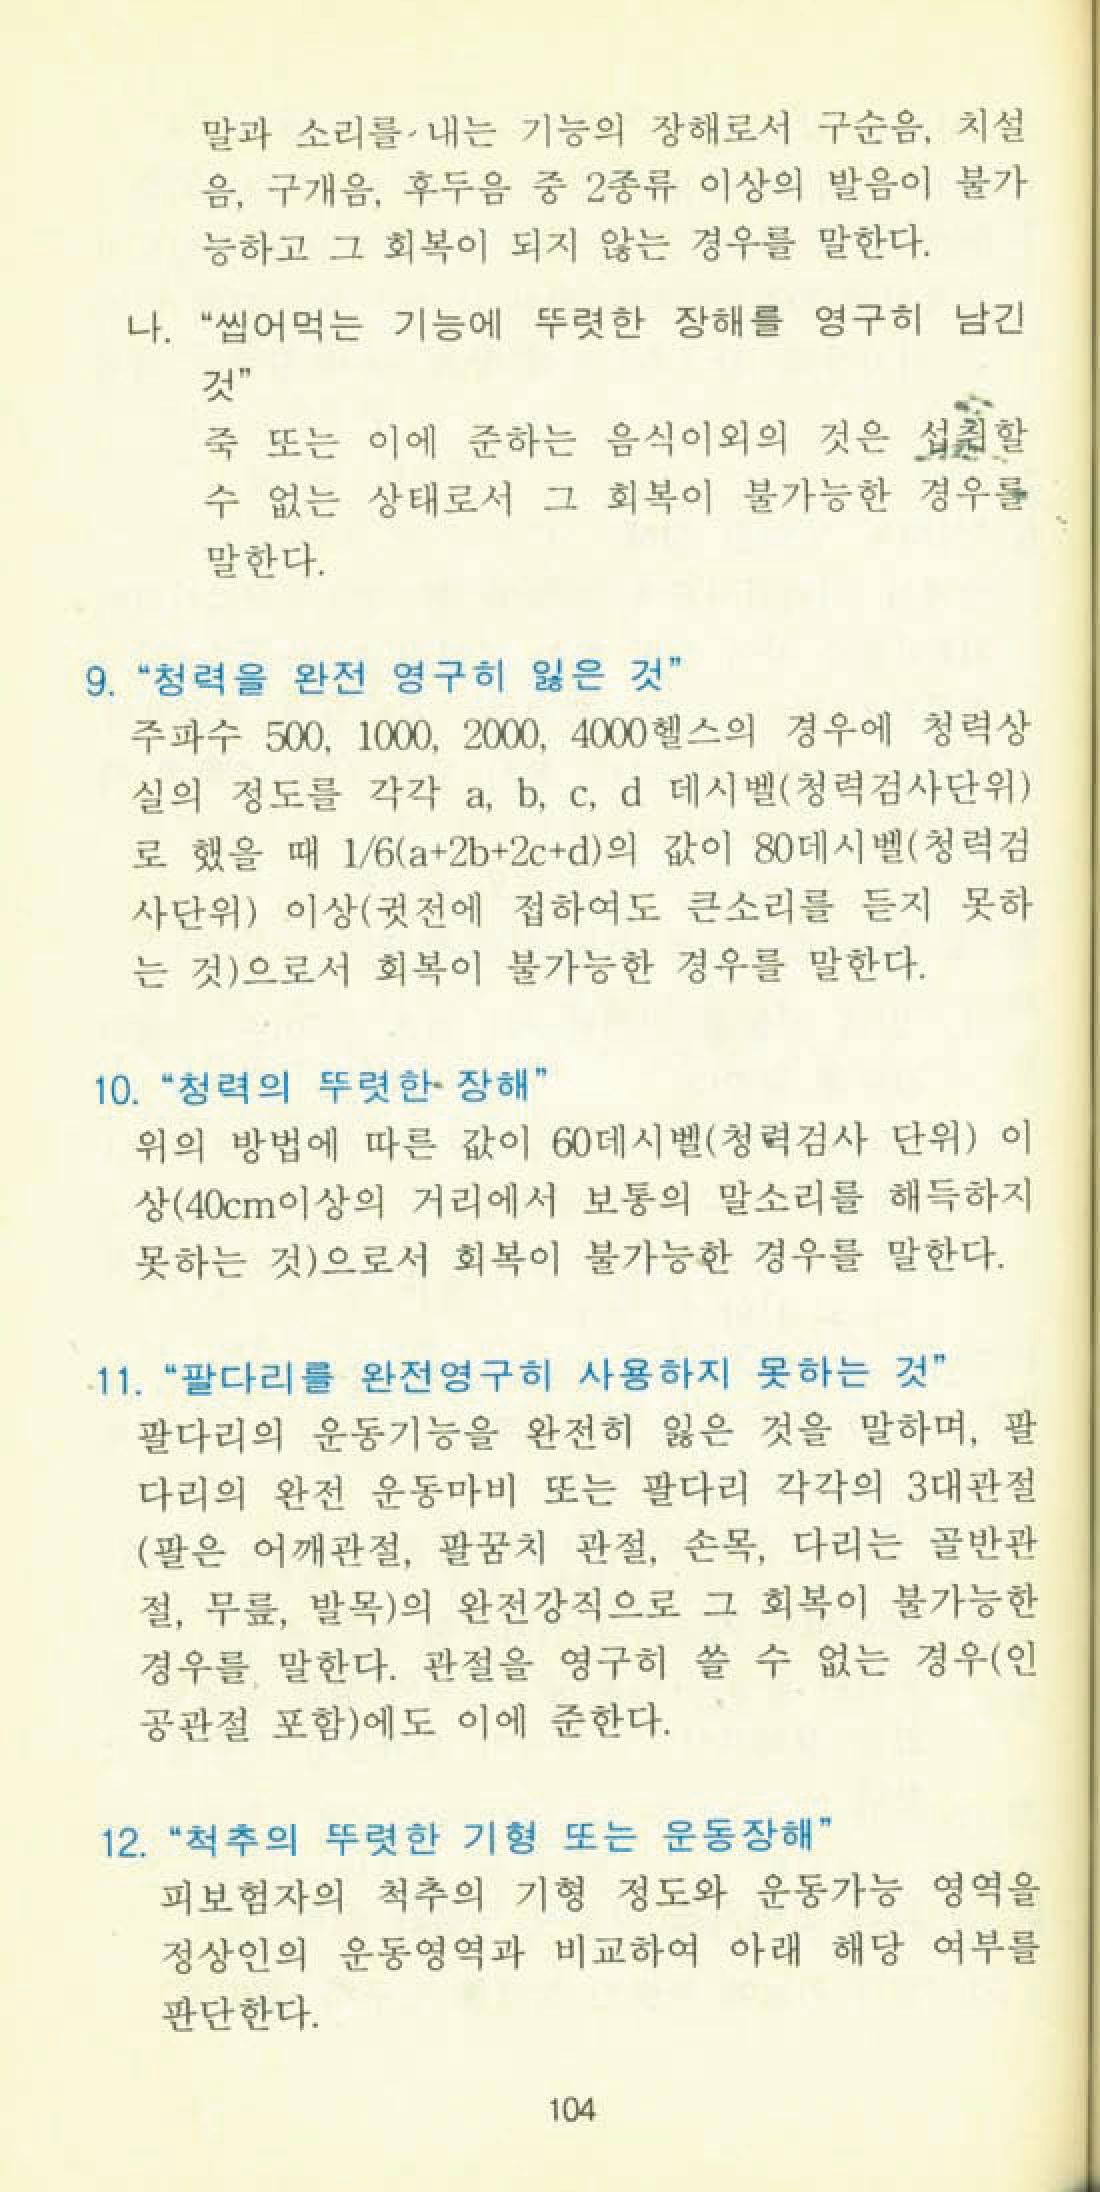 말과 소리를 내는 기능의 장해로서 구순음, 치설
음, 구개음, 후두음 중 2종류 이상의 발음이 불가
능하고 그 회복이 되지 않는 경우를 말한다.
나. “씹어먹는 기능에 뚜렷한 장해를 영구히 남긴
것”
죽 또는 이에 준하는 음식이외의 것은 섭취할
수 없는 상태로서 그 회복이 불가능한 경우를
말한다.
9. “청력을 완전 영구히 잃은 것”
주파수 500, 1000, 2000, 4000헬스의 경우에 청력상
실의 정도를 각각 a, b, c, d 데시벨(청력검사단위)
로 했을 때 1/6(a+2b+2c+d)의 값이 80데시벨(청력검
사단위) 이상(귓전에 접하여도 큰소리를 듣지 못하
는 것)으로서 회복이 불가능한 경우를 말한다.
10. “청력의 뚜렷한 장해”
위의 방법에 따른 값이 60데시벨(청력검사 단위) 이
상(40cm이상의 거리에서 보통의 말소리를 해득하지
못하는 것)으로서 회복이 불가능한 경우를 말한다.
11. “팔다리를 완전영구히 사용하지 못하는 것”
팔다리의 운동기능을 완전히 잃은 것을 말하며, 팔
다리의 완전 운동마비 또는 팔다리 각각의 3대관절
(팔은 어깨관절, 팔꿈치 관절, 손목, 다리는 골반관
절, 무릎, 발목)의 완전강직으로 그 회복이 불가능한
경우를 말한다. 관절을 영구히 쓸 수 없는 경우(인
공관절 포함)에도 이에 준한다.
12. “척추의 뚜렷한 기형 또는 운동장해”
피보험자의 척추의 기형 정도와 운동가능 영역을
정상인의 운동영역과 비교하여 아래 해당 여부를
판단한다.
104